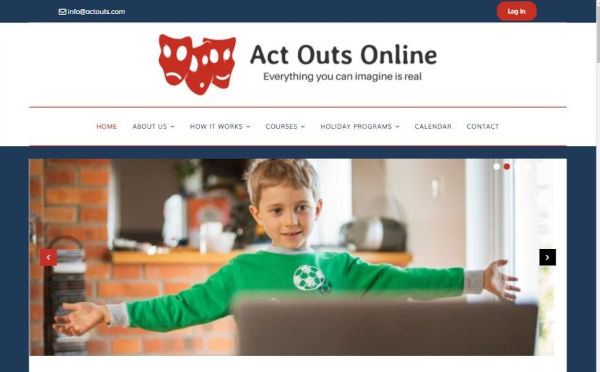 info@actouts.com
Log In
Act Outs Online
Everything you can imagine is real
HOME ABOUT US HOW IT WORKS COURSES HOLIDAY PROGRAMS CALENDAR CONTACT